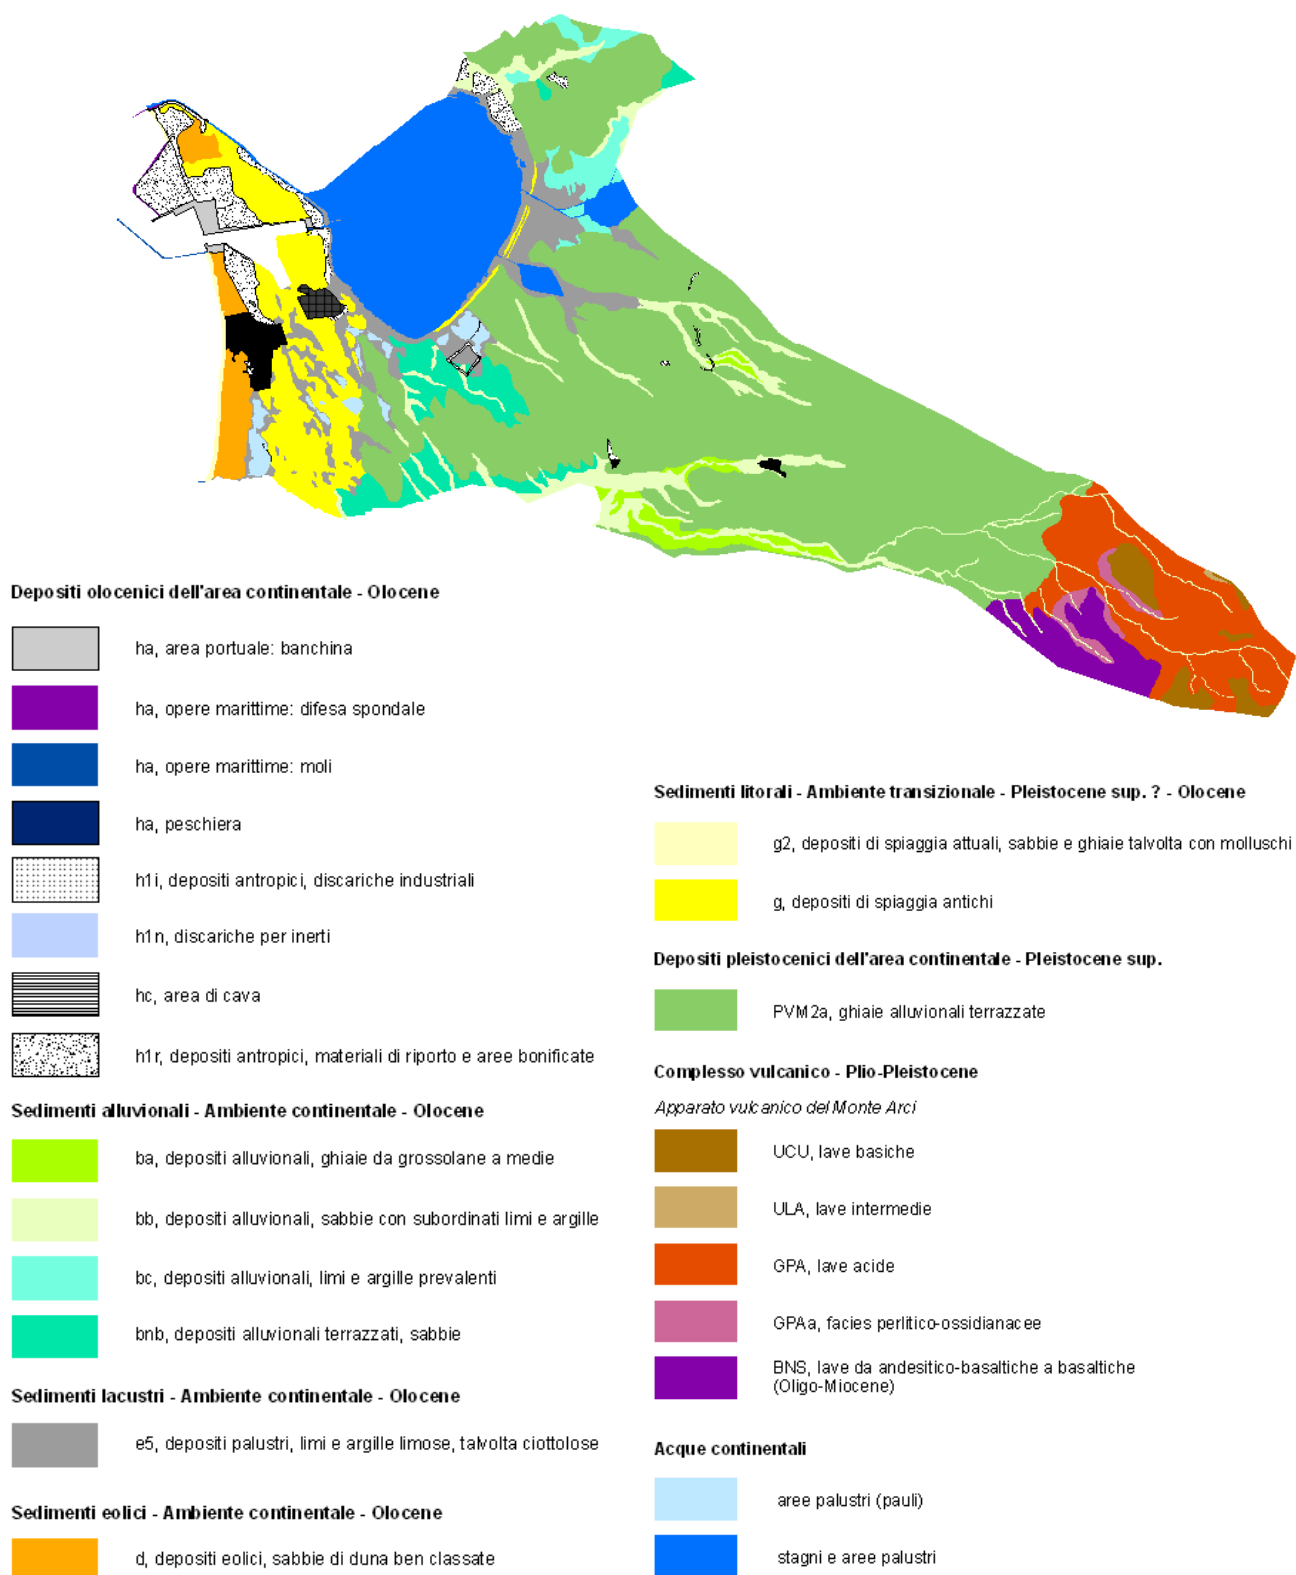 Depositi olocenici dell'area continentale - Olocene
ha, area portuale: banchina
ha, opere marittime: difesa spondale
ha, opere marittime: moli
ha, peschiera
h1i, depositi antropici, discariche industriali
h1n, discariche per inerti
hc, area di cava
h1r, depositi antropici, materiali di riporto e aree bonificate
Sedimenti alluvionali - Ambiente continentale - Olocene
ba, depositi alluvionali, ghiaie da grossolane a medie
bb, depositi alluvionali, sabbie con subordinati limi e argille
bc, depositi alluvionali, limi e argille prevalenti
bnb, depositi alluvionali terrazzati, sabbie
Sedimenti lacustri - Ambiente continentale - Olocene
e5, depositi palustri, limi e argille limose, talvolta ciottolose
Sedimenti eolici - Ambiente continentale - Olocene
d, depositi eolici, sabbie di duna ben classate
Sedimenti litorali - Ambiente transizionale - Pleistocene sup. ? - Olocene
g2, depositi di spiaggia attuali, sabbie e ghiaie talvolta con molluschi
g, depositi di spiaggia antichi
Depositi pleistocenici dell'area continentale - Pleistocene sup.
PVM2a, ghiaie alluvionali terrazzate
Complesso vulcanico - Plio-Pleistocene
Apparato vulcanico del Monte Arci
UCU, lave basiche
ULA, lave intermedie
GPA, lave acide
GPAa, facies perlitico-ossidianacee
BNS, lave da andesitico-basaltiche a basaltiche
(Oligo-Miocene)
Acque continentali
aree palustri (pauli)
stagni e aree palustri